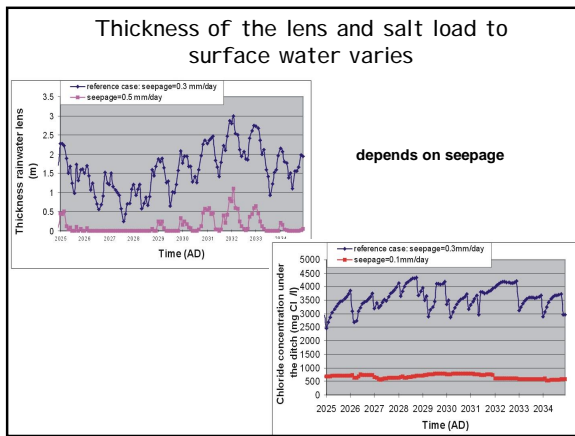 Thickness of the lens and salt load to
surface water varies
reference case: seepage=0.3 mm/day
seepage=0.5 mm/day
Thickness rainwater lens
(m)
3.5
3
2.5
2
1.5
1
0.5
0
2025 2026 2027 2028 2029 2030 2031 2032 2033 2034
Time (AD)
depends on seepage
reference case: seepage=0.3mm/day
seepage=0.1mm/day
Chloride concentration under
the ditch (mg Cl /l)
5000
4500
4000
3500
3000
2500
2000
1500
1000
500
0
2025 2026 2027 2028 2029 2030 2031 2032 2033 2034
Time (AD)